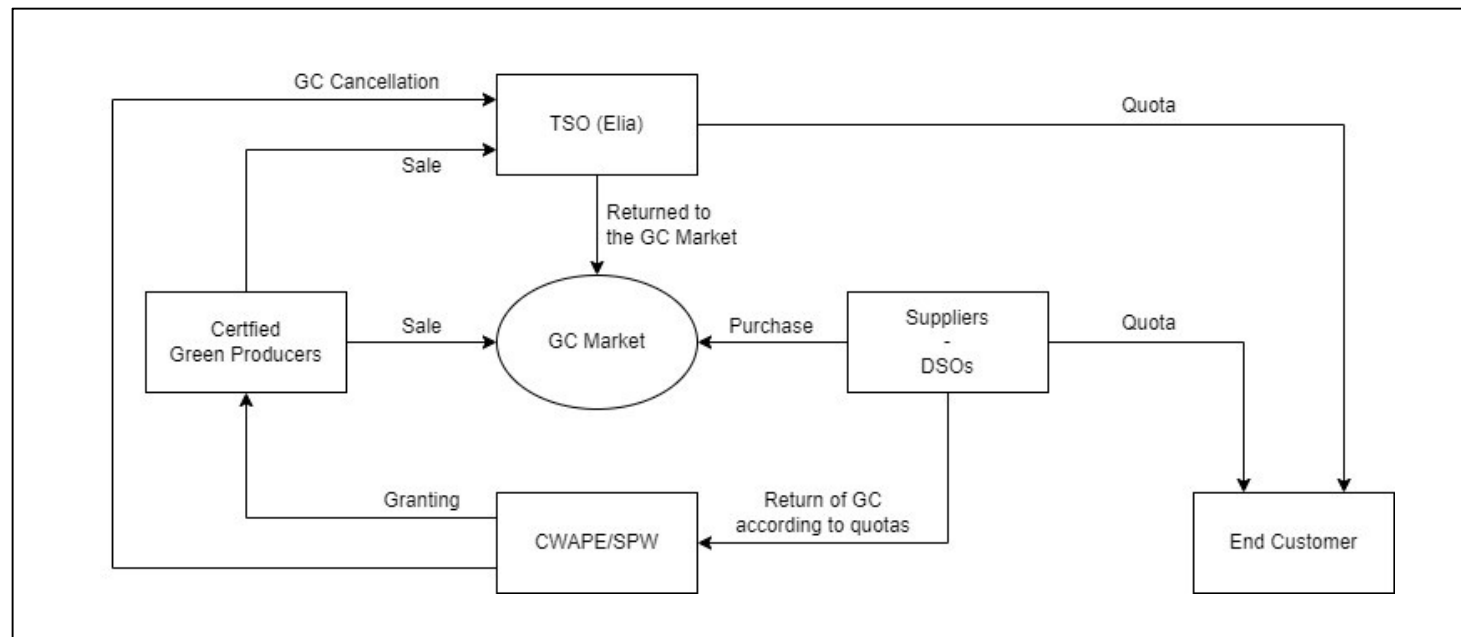 GC Cancellation
TSO (Elia)
Quota
Sale
Returned to
the GC Market
Certfied
Green Producers
Sale
GC Market
Purchase
Suppliers
-
DSOs
Quota
Granting
CWAPE/SPW
Return of GC
according to quotas
End Customer